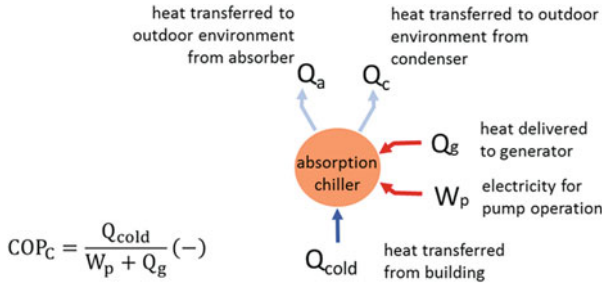 heat transferred to
outdoor environment
from absorber
heat transferred to outdoor
environment from
condenser
Qa
Qc
absorption
chiller
Qg
heat delivered
to generator
Wp
electricity for
pump operation
COPC = Qcold / (Wp + Qg) (−)
Qcold
heat transferred
from building